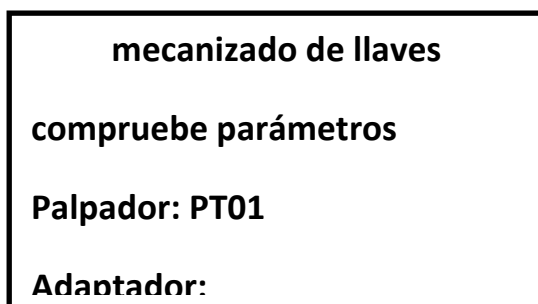 mecanizado de llaves
compruebe parámetros
Palpador: PT01
Adaptador: